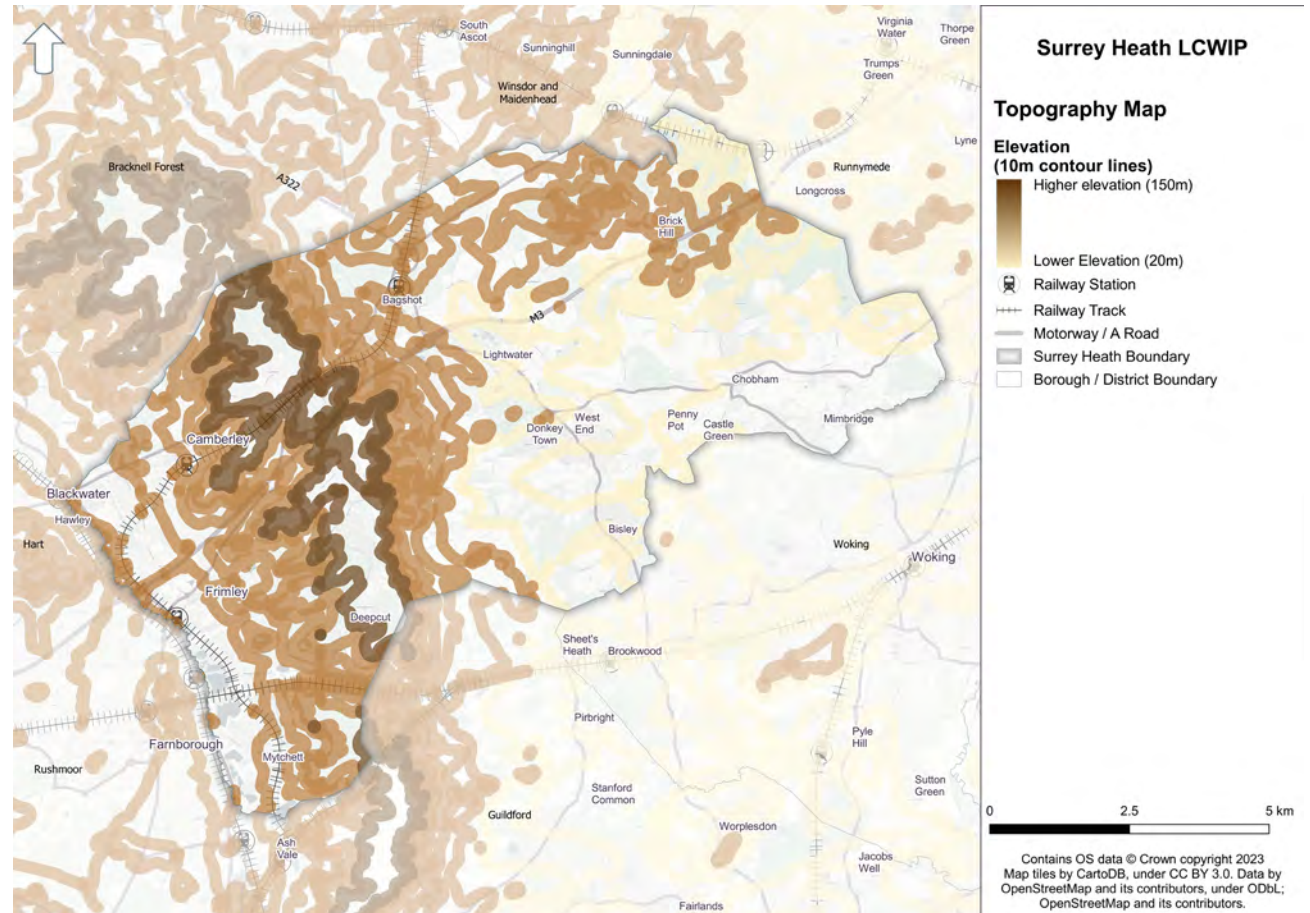 South
Ascot
Sunninghill
Sunningdale
Virginia
Water
Thorpe
Green
Trumps
Green
Winsdor and
Maidenhead
Lyne
Bracknell Forest
A322
Runnymede
Longcross
Brick
Hill
Bagshot
M3
Lightwater
Chobham
Donkey
Town
West
End
Penny
Pot
Castle
Green
Mimbridge
Camberley
Blackwater
Hawley
Hart
Bisley
Woking
Woking
Frimley
Deepcut
Sheet's
Heath
Brookwood
Pirbright
Farnborough
Mytchett
Rushmoor
Pyle
Hill
Stanford
Common
Sutton
Green
Guildford
Worplesdon
Ash
Vale
Jacobs
Well
Fairlands
Surrey Heath LCWIP
Topography Map
Elevation
(10m contour lines)
Higher elevation (150m)
Lower Elevation (20m)
Railway Station
Railway Track
Motorway / A Road
Surrey Heath Boundary
Borough / District Boundary
0 2.5 5 km
Contains OS data © Crown copyright 2023
Map tiles by CartoDB, under CC BY 3.0. Data by
OpenStreetMap and its contributors, under ODbL;
OpenStreetMap and its contributors.